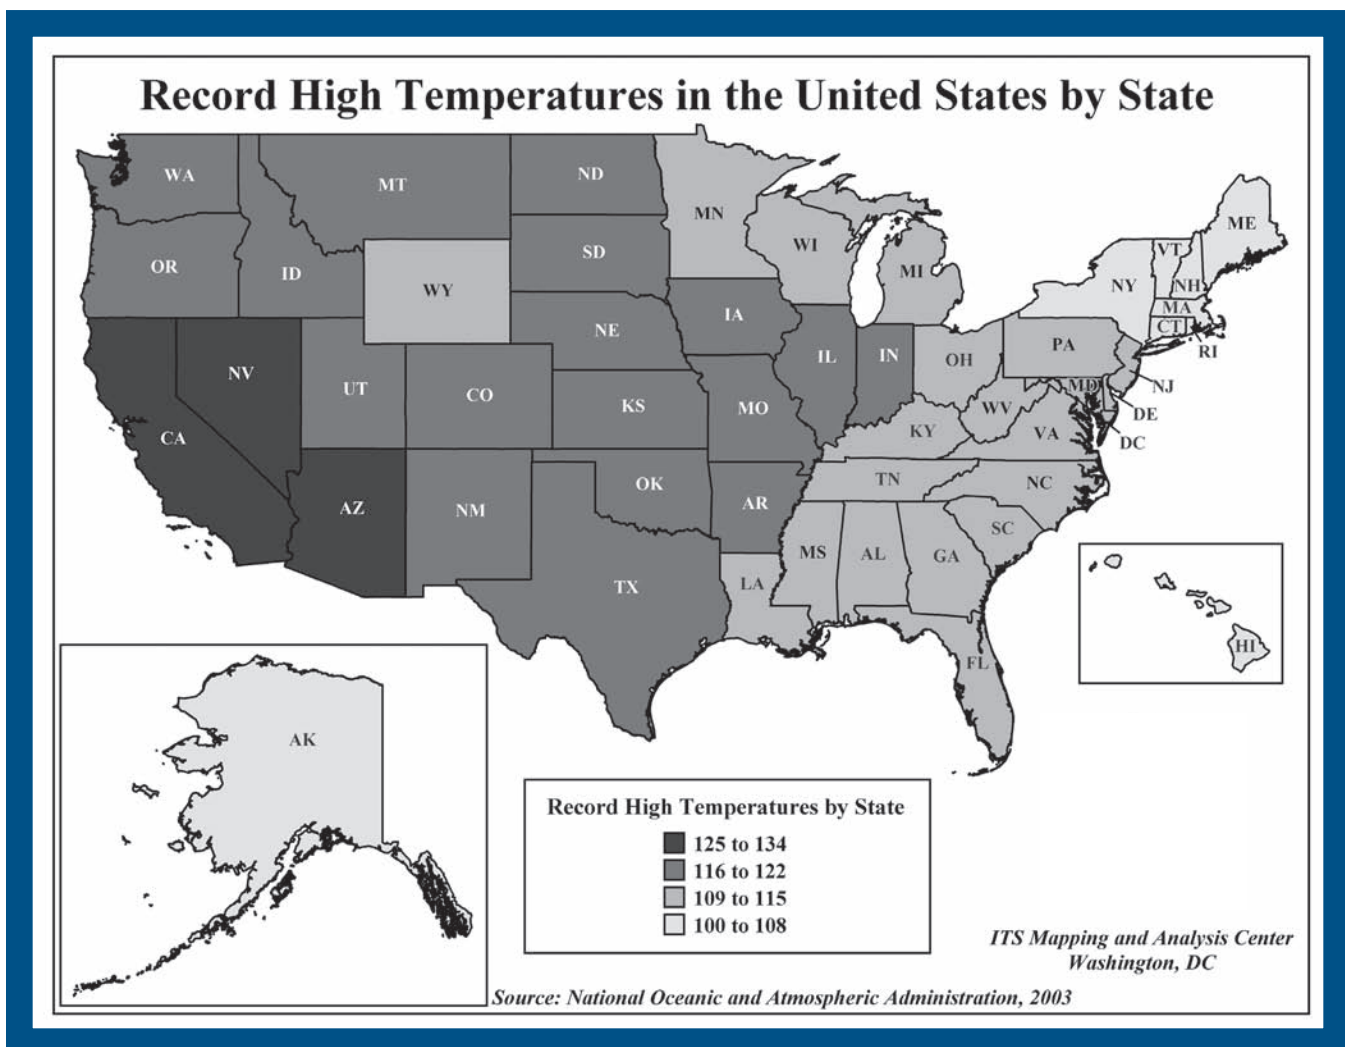 Record High Temperatures in the United States by State
WA
MT
ND
MN
OR
ID
WY
SD
WI
MI
NY
VT
NH
ME
MA
CT
RI
CA
NV
UT
CO
NE
KS
IA
MO
IL
IN
OH
PA
NJ
MD
DE
DC
WV
VA
KY
AZ
NM
OK
AR
TN
NC
SC
TX
LA
MS
AL
GA
FL
HI
AK
Record High Temperatures by State
125 to 134
116 to 122
109 to 115
100 to 108
ITS Mapping and Analysis Center
Washington, DC
Source: National Oceanic and Atmospheric Administration, 2003